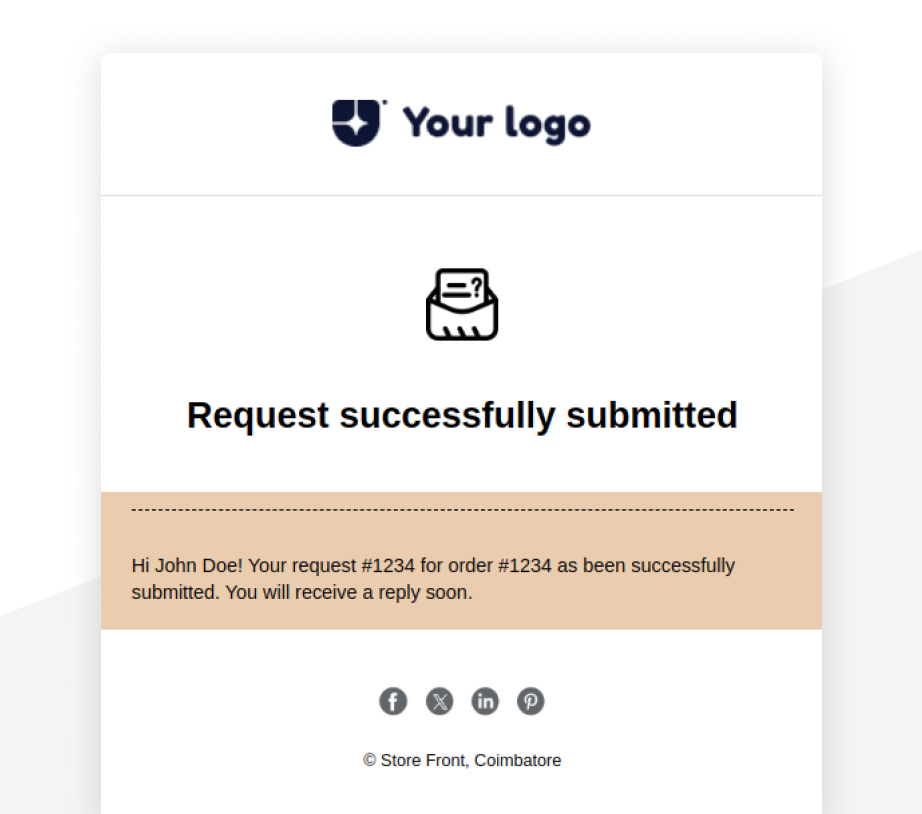 Your logo
?
Request successfully submitted
Hi John Doe! Your request #1234 for order #1234 as been successfully
submitted. You will receive a reply soon.
f X in P
© Store Front, Coimbatore